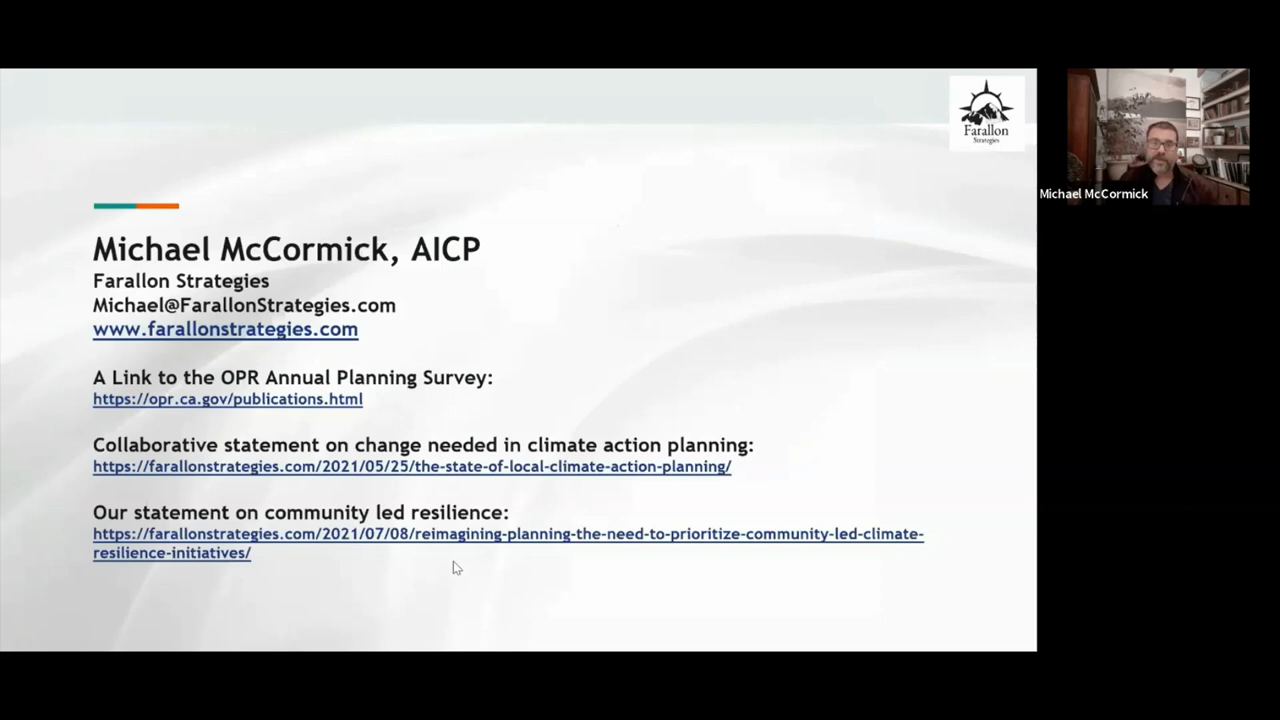 Farallon
Strategies
Michael McCormick
Michael McCormick, AICP
Farallon Strategies
Michael@FarallonStrategies.com
www.farallonstrategies.com
A Link to the OPR Annual Planning Survey:
https://opr.ca.gov/publications.html
Collaborative statement on change needed in climate action planning:
https://farallonstrategies.com/2021/05/25/the-state-of-local-climate-action-planning/
Our statement on community led resilience:
https://farallonstrategies.com/2021/07/08/reimagining-planning-the-need-to-prioritize-community-led-climate-
resilience-initiatives/